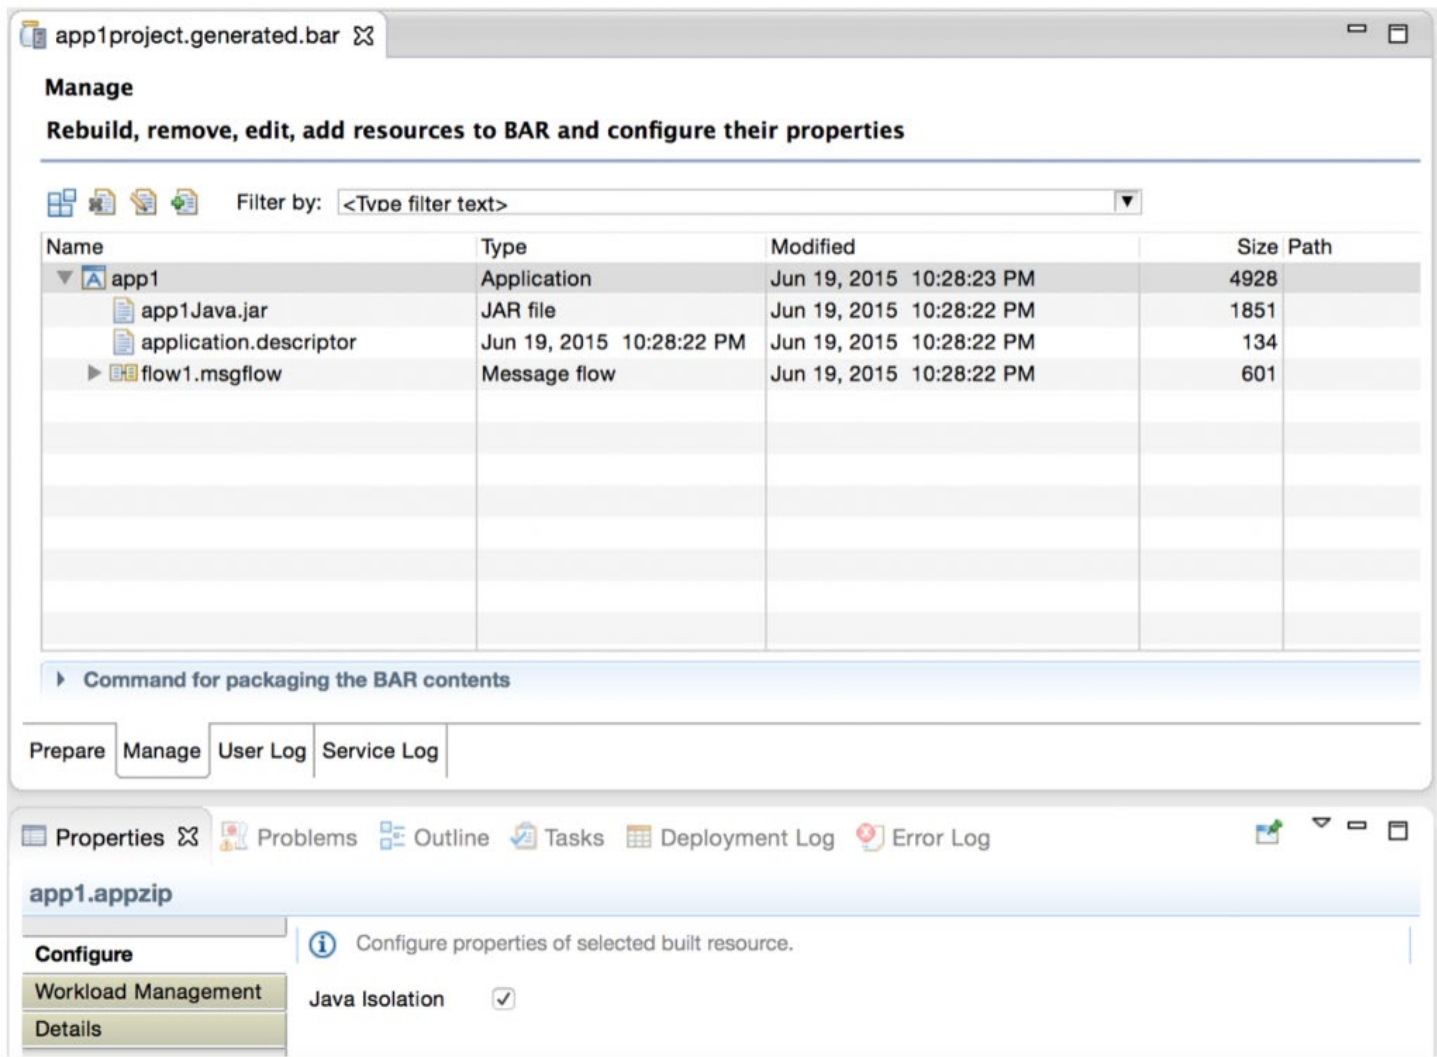 app1project.generated.bar
Manage
Rebuild, remove, edit, add resources to BAR and configure their properties
Filter by: <Type filter text>
Name Type Modified Size Path
app1 Application Jun 19, 2015 10:28:23 PM 4928
app1Java.jar JAR file Jun 19, 2015 10:28:22 PM 1851
application.descriptor Jun 19, 2015 10:28:22 PM Jun 19, 2015 10:28:22 PM 134
flow1.msgflow Message flow Jun 19, 2015 10:28:22 PM 601
Command for packaging the BAR contents
Prepare Manage User Log Service Log
Properties Problems Outline Tasks Deployment Log Error Log
app1.appzip
Configure Configure properties of selected built resource.
Workload Management Java Isolation
Details